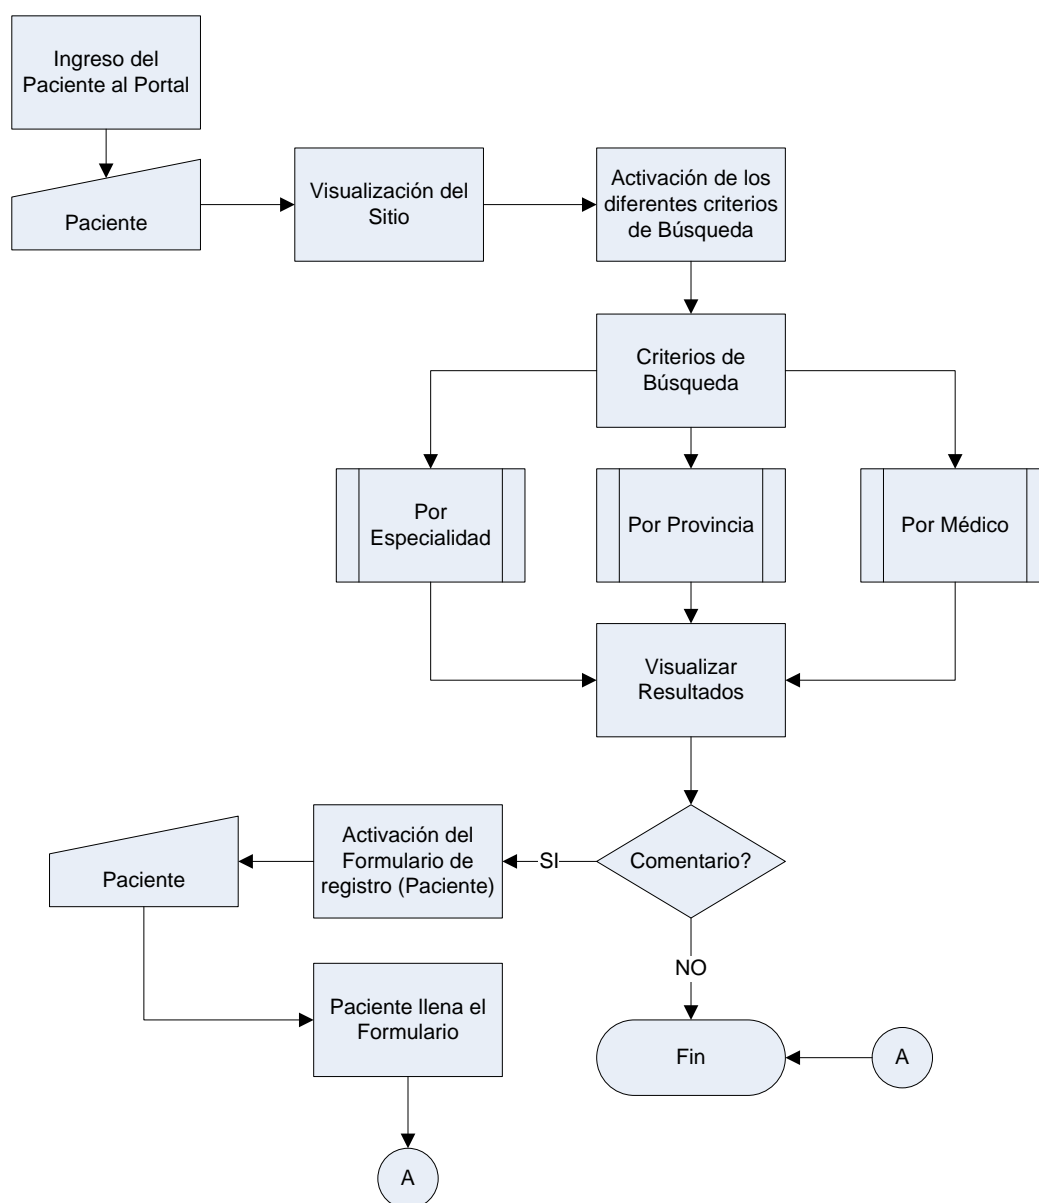 Ingreso del
Paciente al Portal
Paciente
Visualización del
Sitio
Activación de los
diferentes criterios
de Búsqueda
Criterios de
Búsqueda
Por
Especialidad
Por Provincia
Por Médico
Visualizar
Resultados
Comentario?
SI
Activación del
Formulario de
registro (Paciente)
Paciente
NO
Paciente llena el
Formulario
Fin
A
A